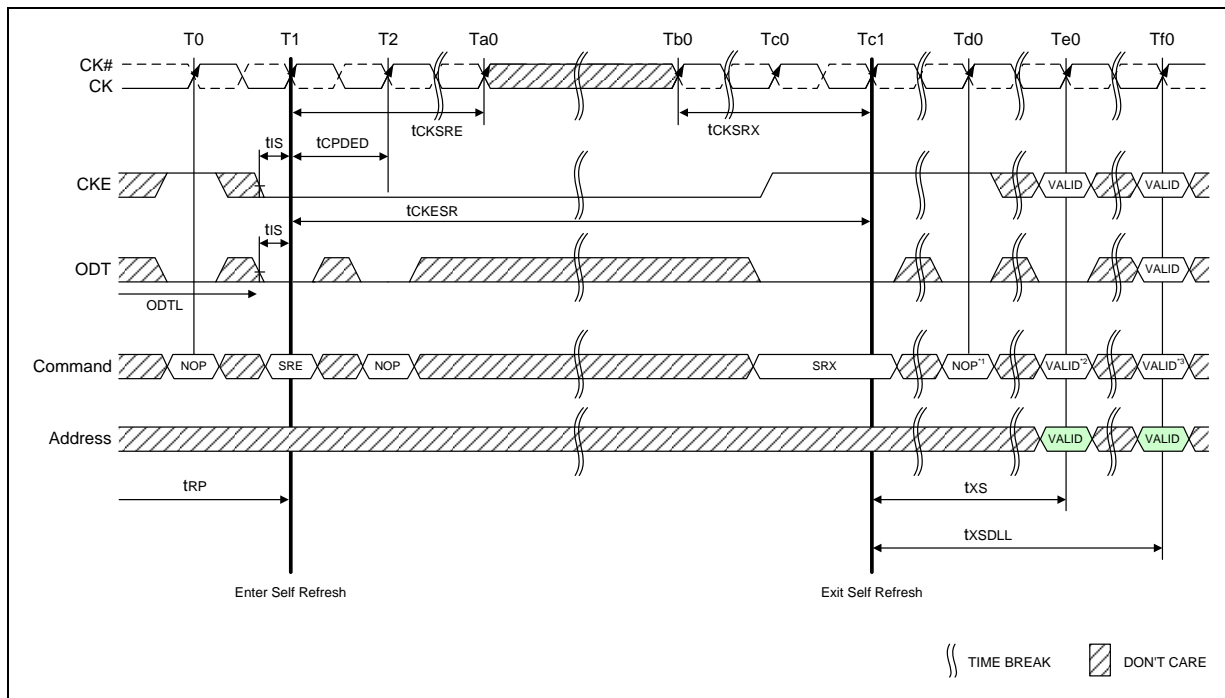 T0 T1 T2 Ta0 Tb0 Tc0 Tc1 Td0 Te0 Tf0
CK#
CK
tCKSRE tCKSRX
tIS tCPDED
CKE VALID VALID
tCKESR
tIS
ODT VALID
ODTL
Command NOP SRE NOP SRX NOP*1 VALID*2 VALID*3
Address VALID VALID
tRP tXS
tXSDLL
Enter Self Refresh Exit Self Refresh
TIME BREAK DON'T CARE